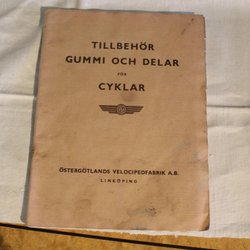 TILLBEHÖR
GUMMI OCH DELAR
FÖR
CYKLAR
ÖSTERGÖTLANDS VELOCIPEDFABRIK A.B.
LINKÖPING